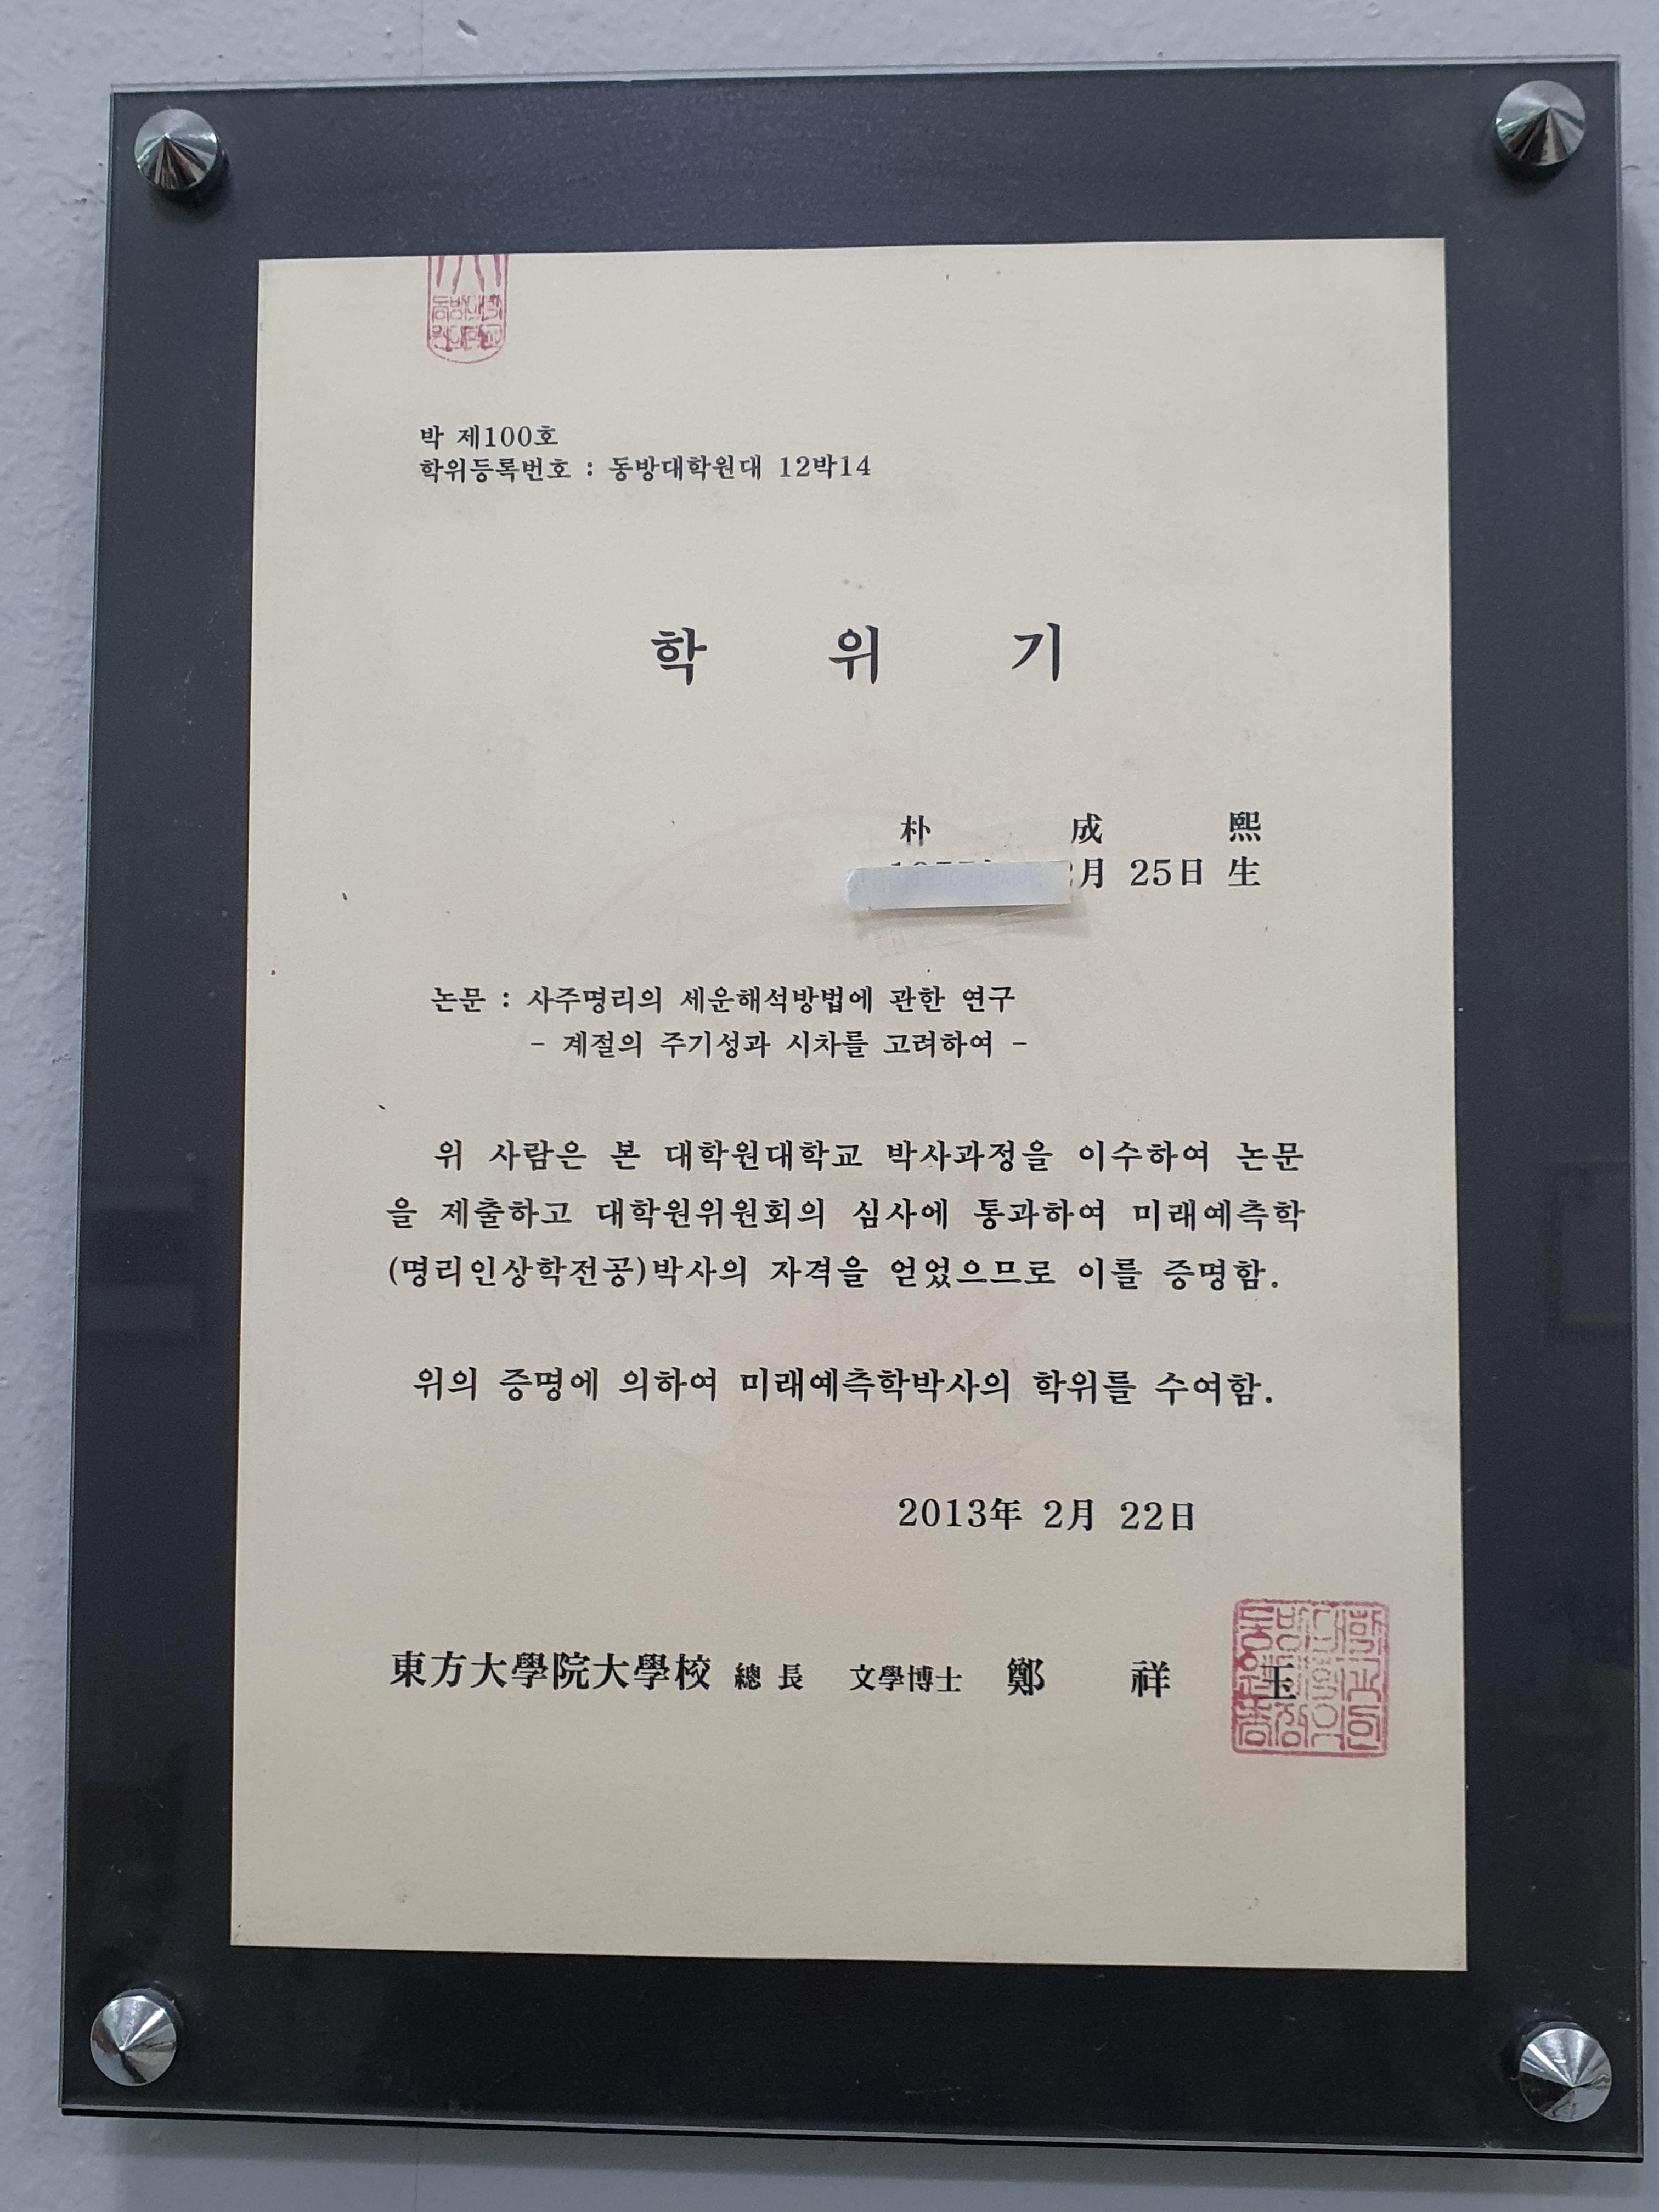 박 제100호
학위등록번호 : 동방대학원대 12박14
학 위 기
朴 成 熙
月 25日 生
논문 : 사주명리의 세운해석방법에 관한 연구
- 계절의 주기성과 시차를 고려하여 -
위 사람은 본 대학원대학교 박사과정을 이수하여 논문
을 제출하고 대학원위원회의 심사에 통과하여 미래예측학
(명리인상학전공)박사의 자격을 얻었으므로 이를 증명함.
위의 증명에 의하여 미래예측학박사의 학위를 수여함.
2013年 2月 22日
東方大學院大學校 總 長 文學博士 鄭 祥 玉